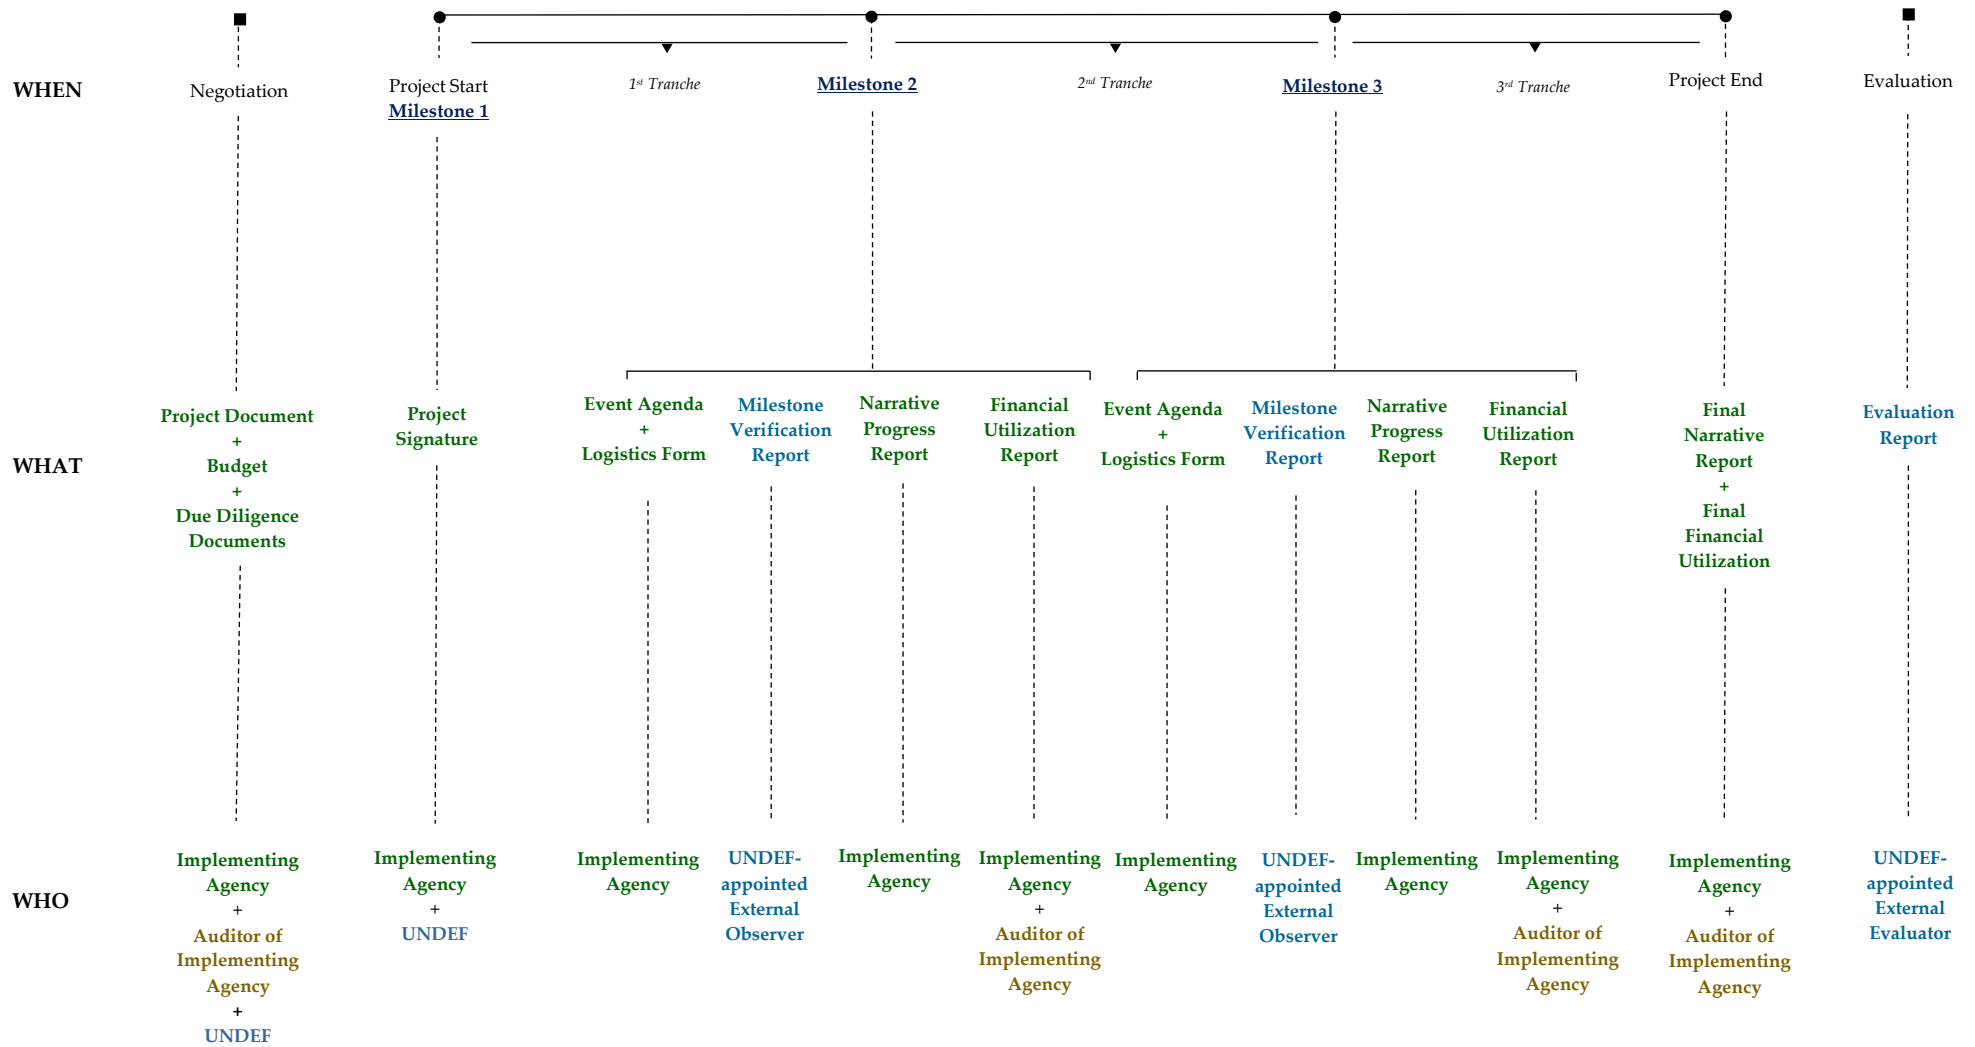 WHEN
Negotiation
Project Start
Milestone 1
1st Tranche
Milestone 2
2nd Tranche
Milestone 3
3rd Tranche
Project End
Evaluation
WHAT
Project Document
+
Budget
+
Due Diligence
Documents
Project
Signature
Event Agenda
+
Logistics Form
Milestone
Verification
Report
Narrative
Progress
Report
Financial
Utilization
Report
Event Agenda
+
Logistics Form
Milestone
Verification
Report
Narrative
Progress
Report
Financial
Utilization
Report
Final
Narrative
Report
+
Final
Financial
Utilization
Evaluation
Report
WHO
Implementing
Agency
+
Auditor of
Implementing
Agency
+
UNDEF
Implementing
Agency
+
UNDEF
Implementing
Agency
UNDEF-
appointed
External
Observer
Implementing
Agency
Implementing
Agency
+
Auditor of
Implementing
Agency
Implementing
Agency
UNDEF-
appointed
External
Observer
Implementing
Agency
Implementing
Agency
+
Auditor of
Implementing
Agency
Implementing
Agency
+
Auditor of
Implementing
Agency
UNDEF-
appointed
External
Evaluator